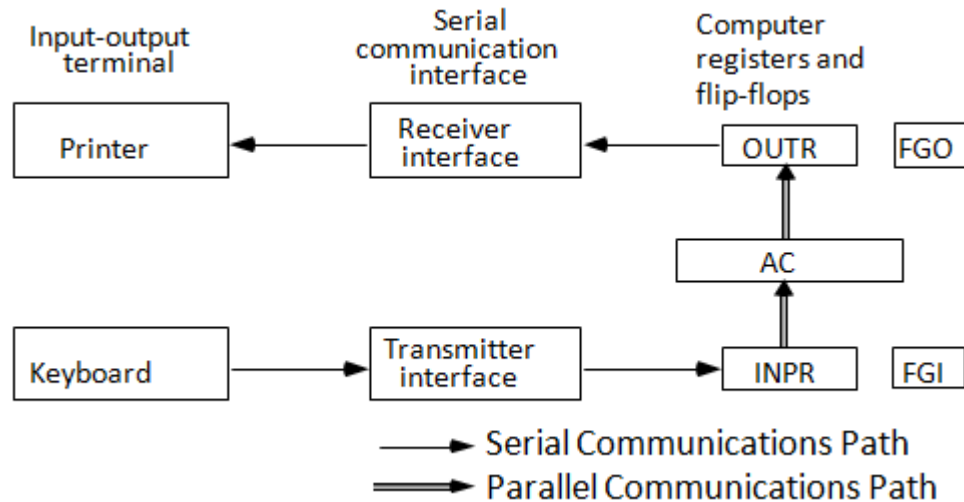 Input-output
terminal
Serial
communication
interface
Computer
registers and
flip-flops
Printer
Receiver
interface
OUTR
FGO
AC
Keyboard
Transmitter
interface
INPR
FGI
Serial Communications Path
Parallel Communications Path